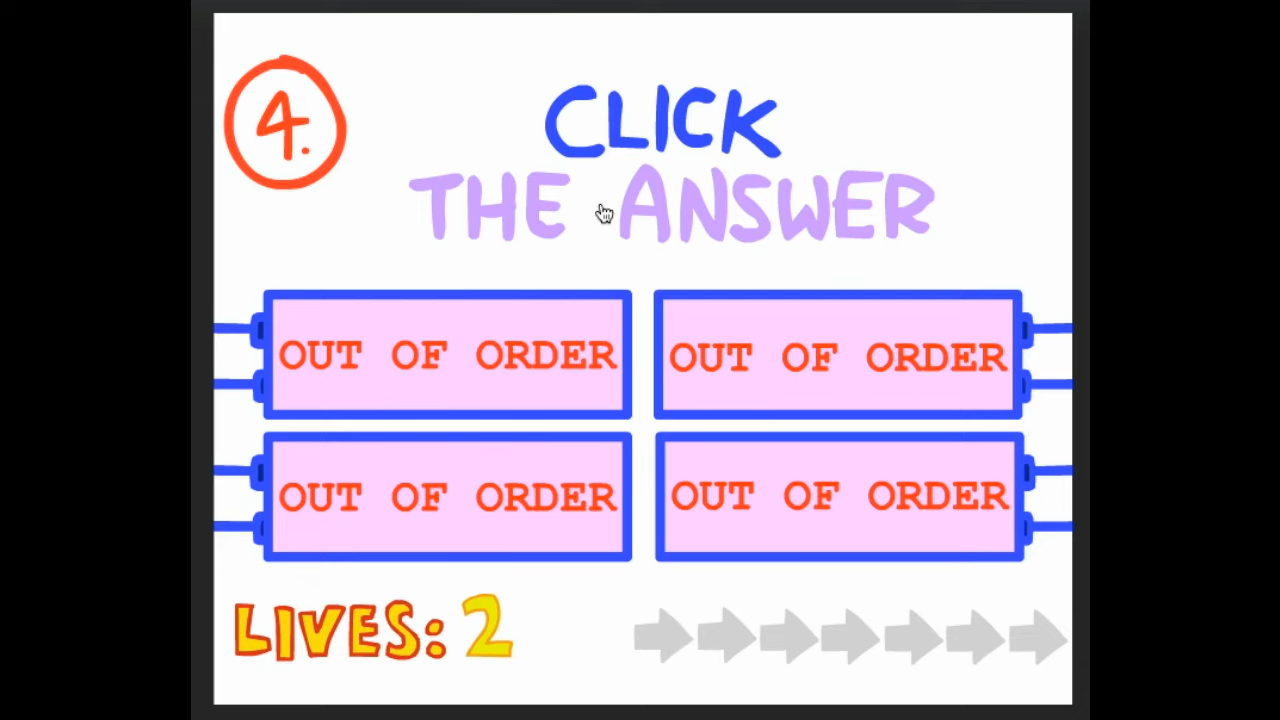 4.
CLICK
THE ANSWER
OUT OF ORDER
OUT OF ORDER
OUT OF ORDER
OUT OF ORDER
LIVES: 2